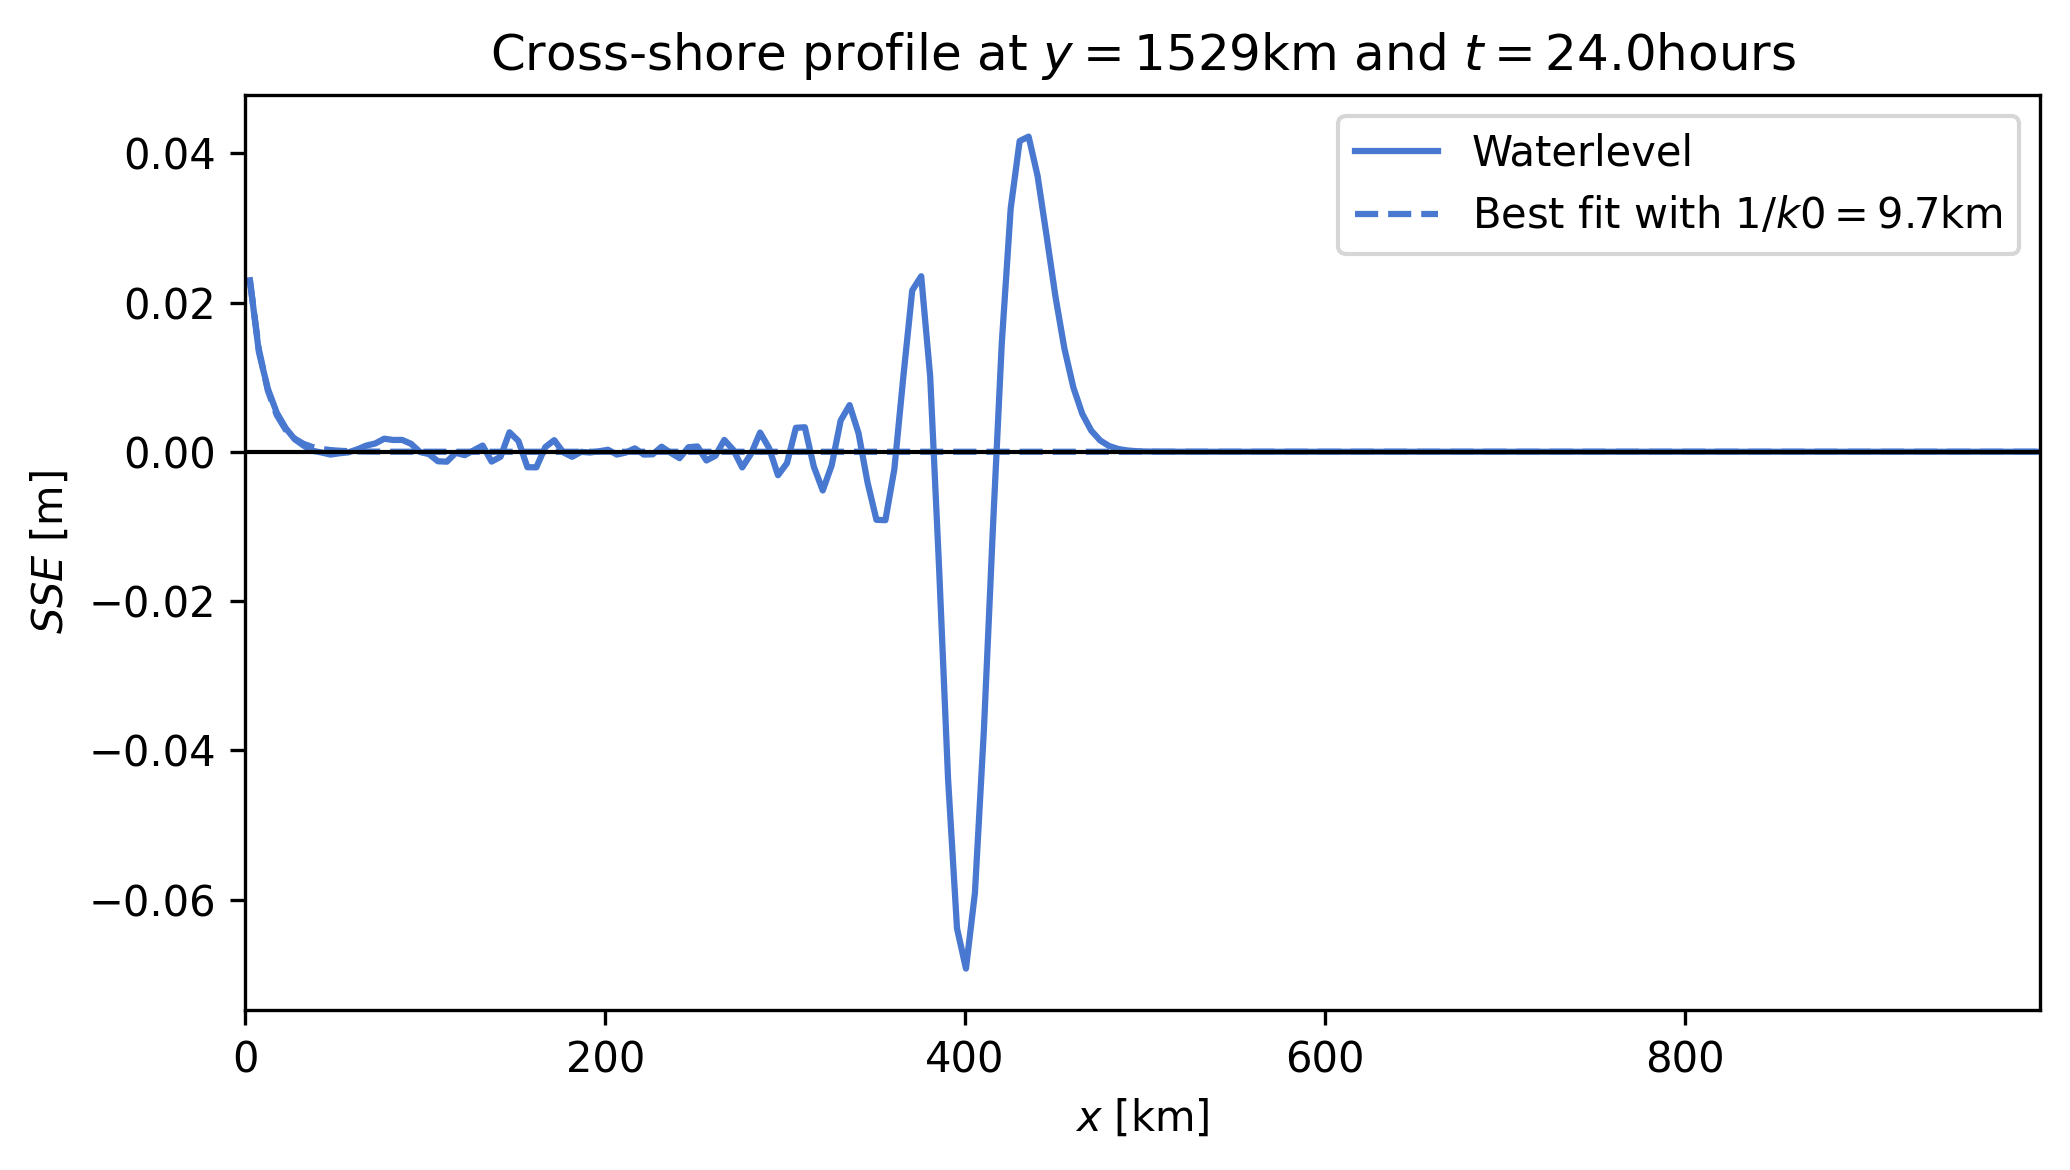 Cross-shore profile at y = 1529km and t = 24.0hours
Waterlevel
Best fit with 1/k0 = 9.7km
SSE [m]
0.04
0.02
0.00
−0.02
−0.04
−0.06
0 200 400 600 800
x [km]